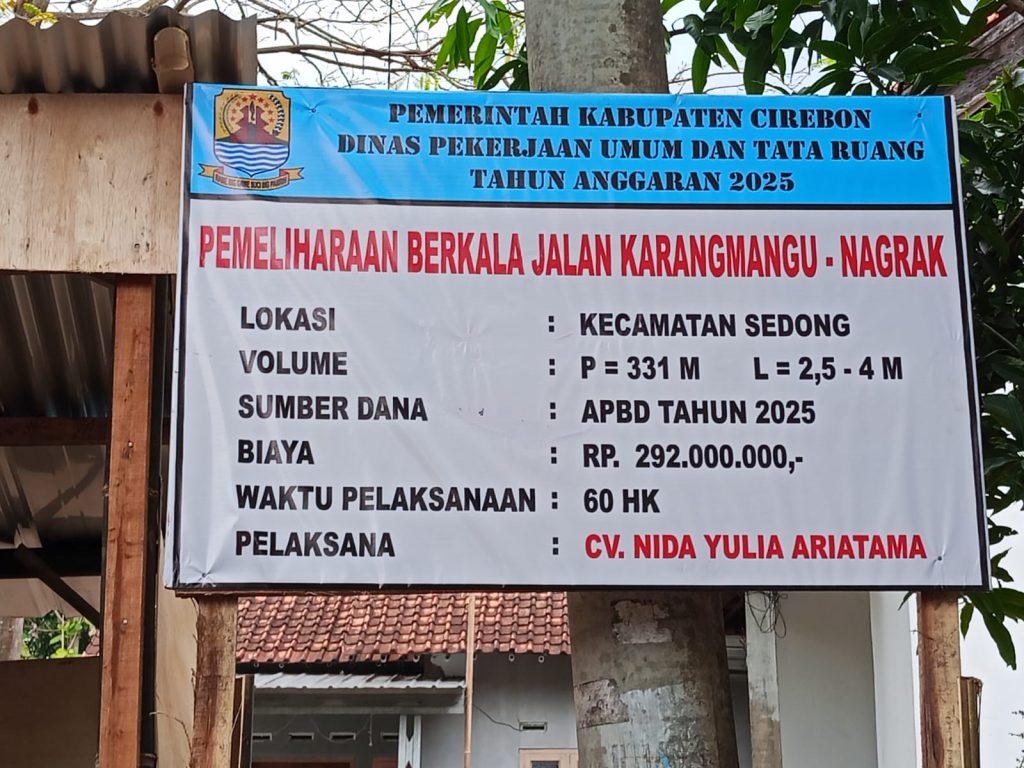 PEMERINTAH KABUPATEN CIREBON
DINAS PEKERJAAN UMUM DAN TATA RUANG
TAHUN ANGGARAN 2025
PEMELIHARAAN BERKALA JALAN KARANGMANGU - NAGRAK
LOKASI : KECAMATAN SEDONG
VOLUME : P = 331 M L = 2,5 - 4 M
SUMBER DANA : APBD TAHUN 2025
BIAYA : RP. 292.000.000,-
WAKTU PELAKSANAAN : 60 HK
PELAKSANA : CV. NIDA YULIA ARIATAMA